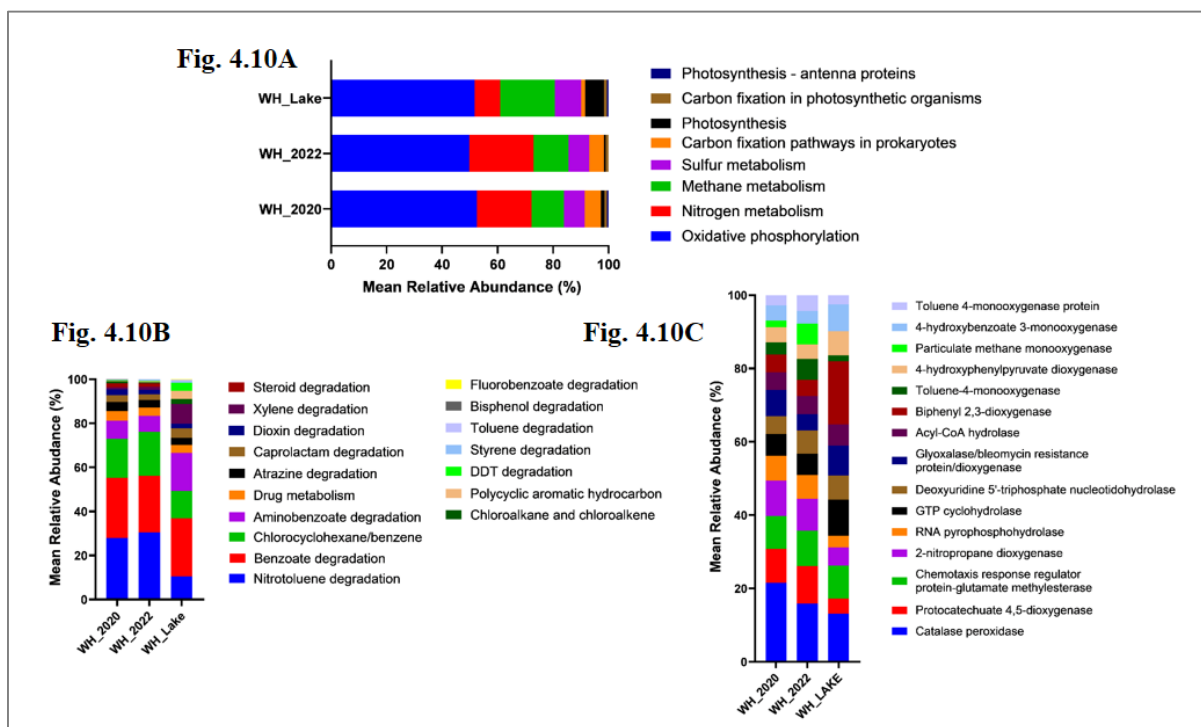 Fig. 4.10A
WH_Lake
WH_2022
WH_2020
0
20
40
60
80
100
Mean Relative Abundance (%)
Photosynthesis - antenna proteins
Carbon fixation in photosynthetic organisms
Photosynthesis
Carbon fixation pathways in prokaryotes
Sulfur metabolism
Methane metabolism
Nitrogen metabolism
Oxidative phosphorylation
Fig. 4.10B
Mean Relative Abudance (%)
100
80
60
40
20
0
WH_2020
WH_2022
WH_Lake
Steroid degradation
Xylene degradation
Dioxin degradation
Caprolactam degradation
Atrazine degradation
Drug metabolism
Aminobenzoate degradation
Chlorocyclohexane/benzene
Benzoate degradation
Nitrotoluene degradation
Fluorobenzoate degradation
Bisphenol degradation
Toluene degradation
Styrene degradation
DDT degradation
Polycyclic aromatic hydrocarbon
Chloroalkane and chloroalkene
Fig. 4.10C
Mean Relative Abundance (%)
100
80
60
40
20
0
WH_2020
WH_2022
WH_LAKE
Toluene 4-monooxygenase protein
4-hydroxybenzoate 3-monooxygenase
Particulate methane monooxygenase
4-hydroxyphenylpyruvate dioxygenase
Toluene-4-monooxygenase
Biphenyl 2,3-dioxygenase
Acyl-CoA hydrolase
Glyoxalase/bleomycin resistance
protein/dioxygenase
Deoxyuridine 5'-triphosphate nucleotidohydrolase
GTP cyclohydrolase
RNA pyrophosphohydrolase
2-nitropropane dioxygenase
Chemotaxis response regulator
protein-glutamate methylesterase
Protocatechuate 4,5-dioxygenase
Catalase peroxidase